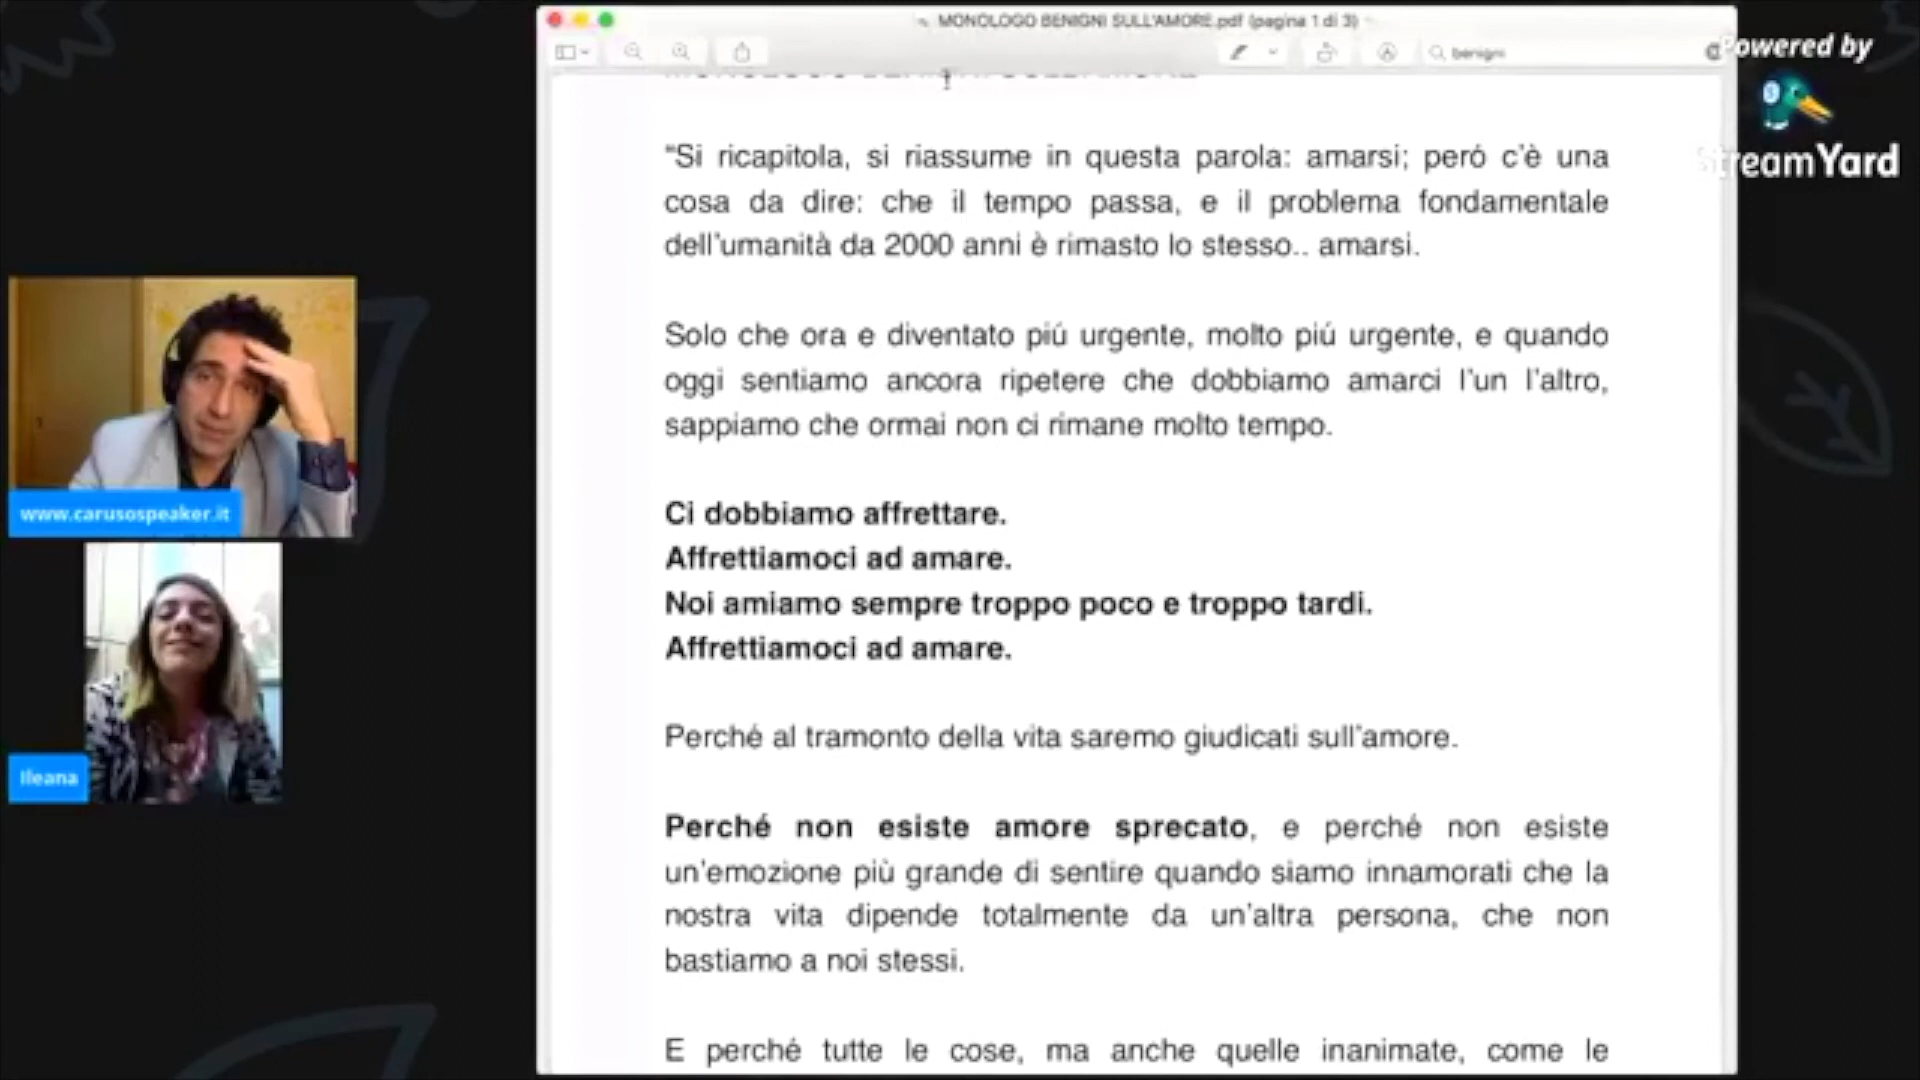 MONOLOGO BENIGNI SULL'AMORE.pdf (pagina 1 di 3)
benigni
Powered by
StreamYard
MONOLOGO BENIGNI SULL'AMORE
“Si ricapitola, si riassume in questa parola: amarsi; peró c'è una
cosa da dire: che il tempo passa, e il problema fondamentale
dell'umanità da 2000 anni è rimasto lo stesso.. amarsi.
Solo che ora e diventato piú urgente, molto piú urgente, e quando
oggi sentiamo ancora ripetere che dobbiamo amarci l'un l'altro,
sappiamo che ormai non ci rimane molto tempo.
Ci dobbiamo affrettare.
Affrettiamoci ad amare.
Noi amiamo sempre troppo poco e troppo tardi.
Affrettiamoci ad amare.
Perché al tramonto della vita saremo giudicati sull'amore.
Perché non esiste amore sprecato, e perché non esiste
un'emozione più grande di sentire quando siamo innamorati che la
nostra vita dipende totalmente da un'altra persona, che non
bastiamo a noi stessi.
E perché tutte le cose, ma anche quelle inanimate, come le
www.carusospeaker.it
Ileana